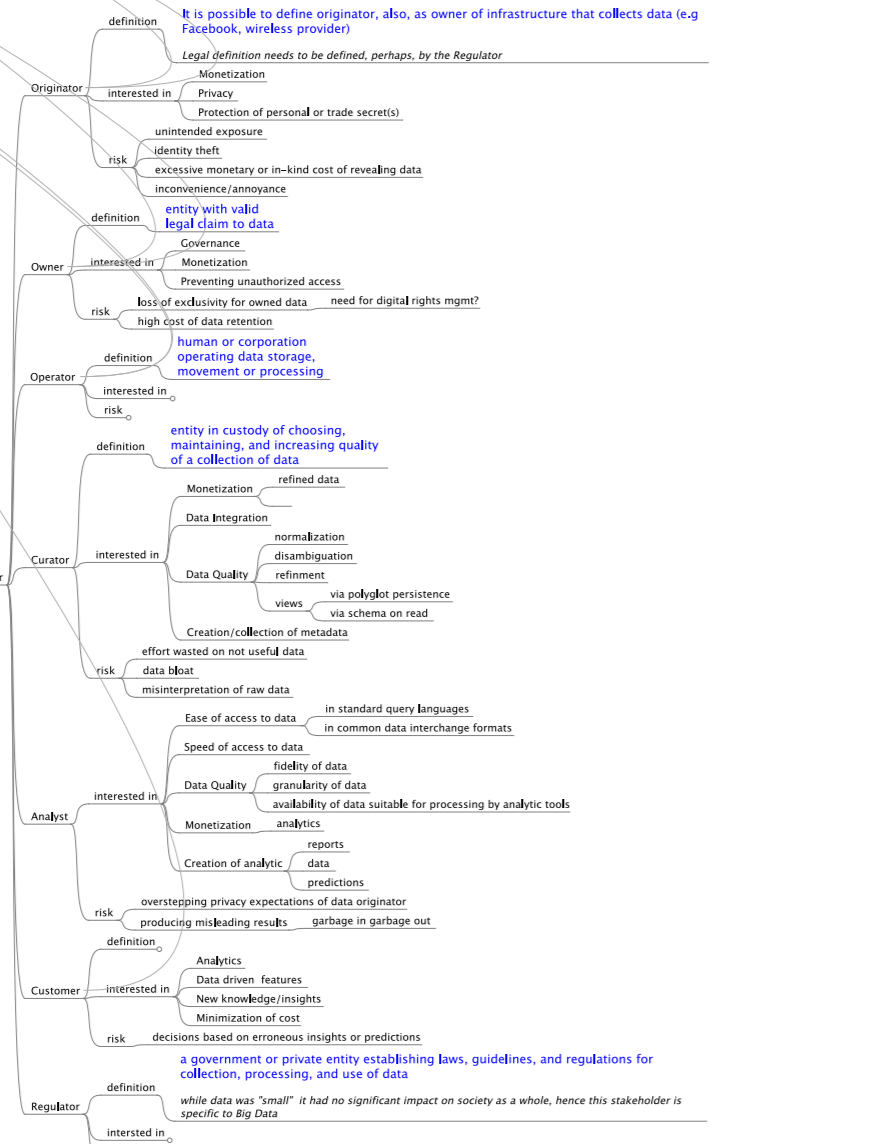 It is possible to define originator, also, as owner of infrastructure that collects data (e.g
Facebook, wireless provider)
definition
Legal definition needs to be defined, perhaps, by the Regulator
Originator
interested in
Monetization
Privacy
Protection of personal or trade secret(s)
risk
unintended exposure
identity theft
excessive monetary or in-kind cost of revealing data
inconvenience/annoyance
Owner
definition
entity with valid
legal claim to data
interested in
Governance
Monetization
Preventing unauthorized access
risk
loss of exclusivity for owned data
need for digital rights mgmt?
high cost of data retention
Operator
definition
human or corporation
operating data storage,
movement or processing
interested in
risk
r
Curator
definition
entity in custody of choosing,
maintaining, and increasing quality
of a collection of data
interested in
Monetization
refined data
Data Integration
Data Quality
normalization
disambiguation
refinment
views
via polyglot persistence
via schema on read
Creation/collection of metadata
risk
effort wasted on not useful data
data bloat
misinterpretation of raw data
Analyst
interested in
Ease of access to data
in standard query languages
in common data interchange formats
Speed of access to data
Data Quality
fidelity of data
granularity of data
availability of data suitable for processing by analytic tools
Monetization
analytics
Creation of analytic
reports
data
predictions
risk
overstepping privacy expectations of data originator
producing misleading results
garbage in garbage out
Customer
definition
interested in
Analytics
Data driven  features
New knowledge/insights
Minimization of cost
risk
decisions based on erroneous insights or predictions
Regulator
definition
a government or private entity establishing laws, guidelines, and regulations for
collection, processing, and use of data
while data was "small"  it had no significant impact on society as a whole, hence this stakeholder is
specific to Big Data
intersted in